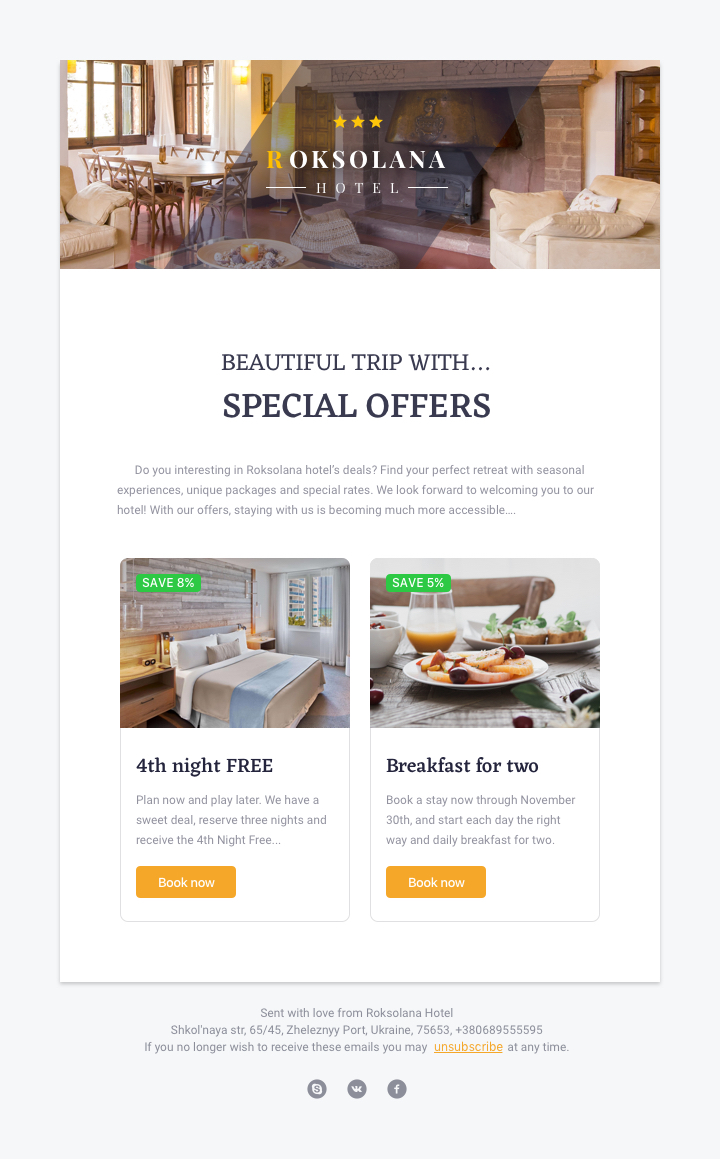 ROKSOLANA
HOTEL
BEAUTIFUL TRIP WITH...
SPECIAL OFFERS
Do you interesting in Roksolana hotel's deals? Find your perfect retreat with seasonal
experiences, unique packages and special rates. We look forward to welcoming you to our
hotel! With our offers, staying with us is becoming much more accessible....
SAVE 8%
4th night FREE
Plan now and play later. We have a
sweet deal, reserve three nights and
receive the 4th Night Free...
Book now
SAVE 5%
Breakfast for two
Book a stay now through November
30th, and start each day the right
way and daily breakfast for two.
Book now
Sent with love from Roksolana Hotel
Shkol'naya str, 65/45, Zheleznyy Port, Ukraine, 75653, +380689555595
If you no longer wish to receive these emails you may unsubscribe at any time.